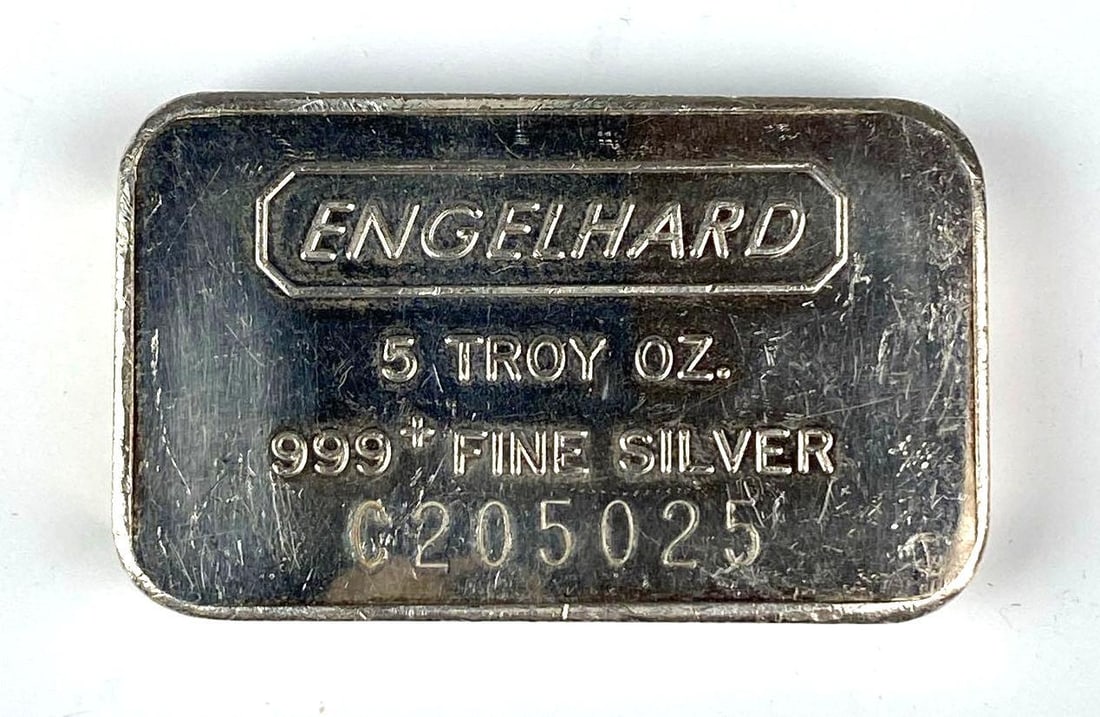 ENGELHARD
5 TROY OZ.
999+ FINE SILVER
C205025